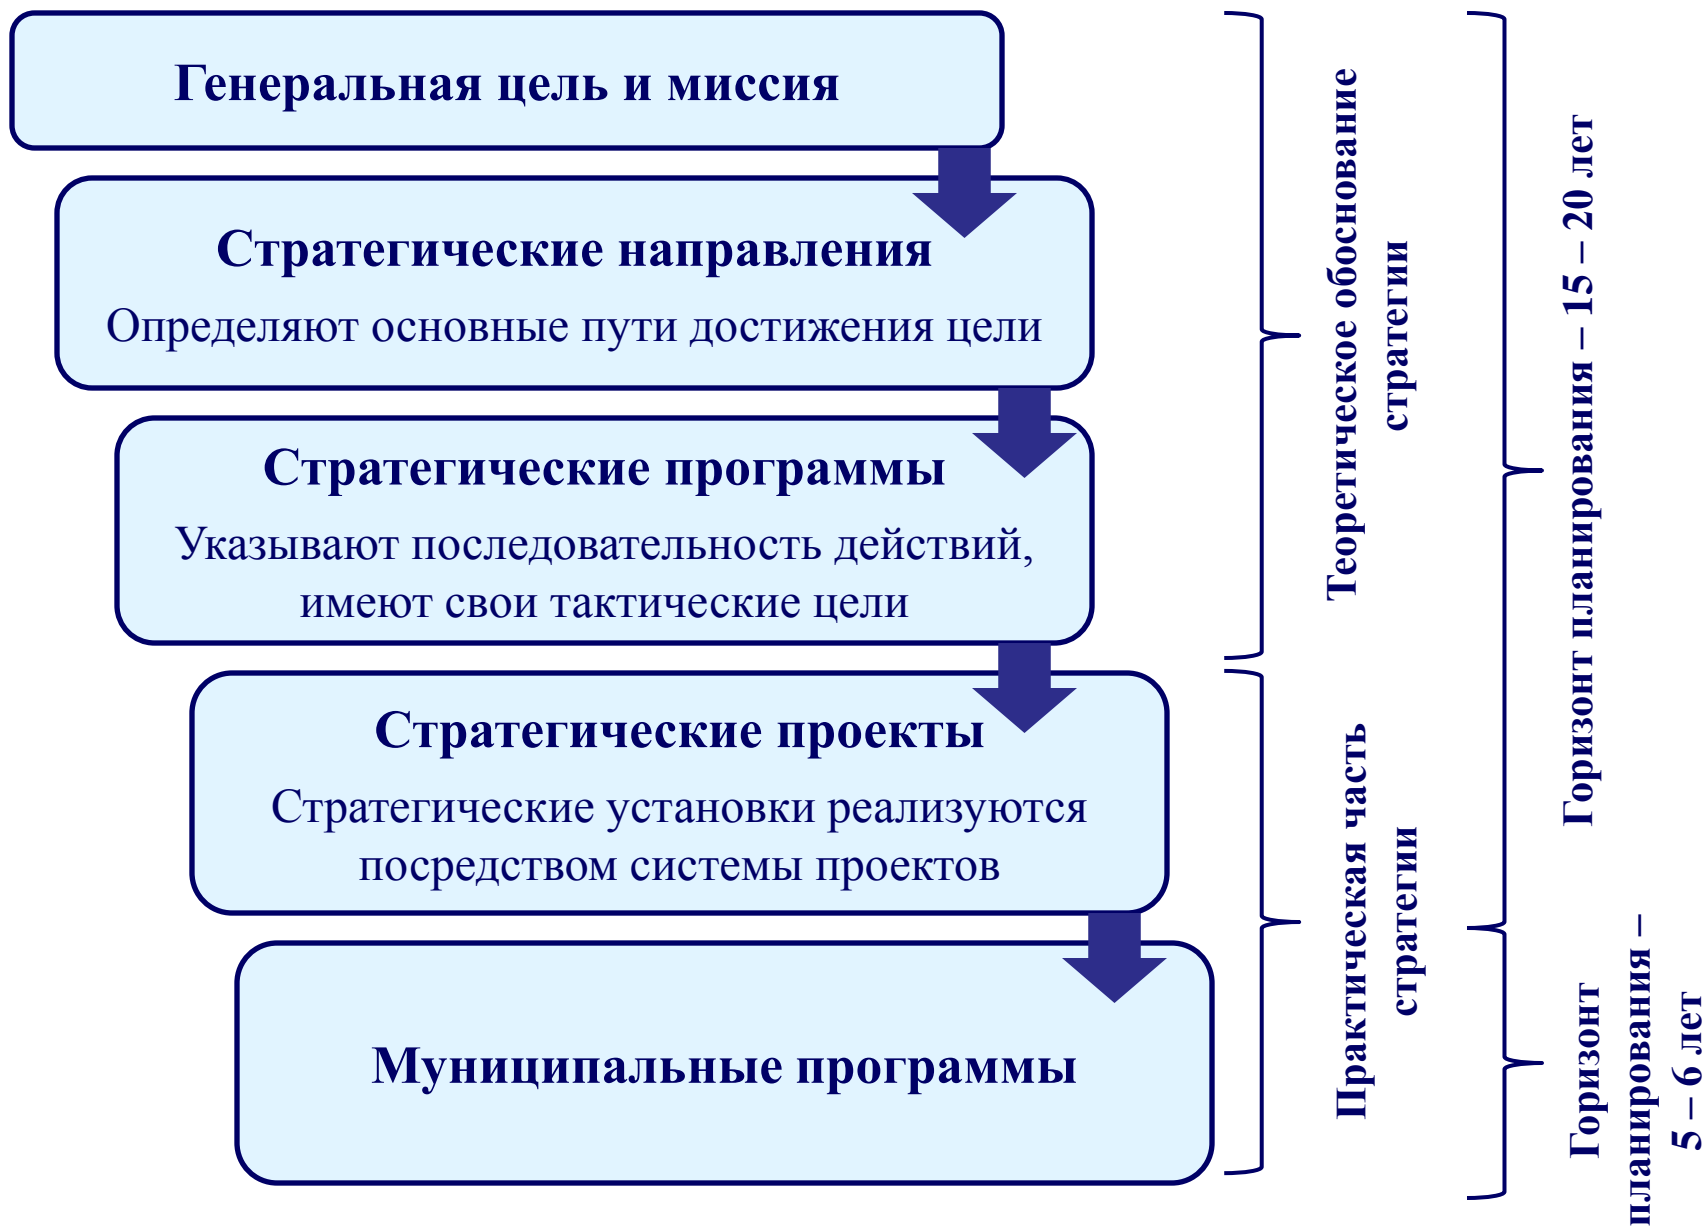 Генеральная цель и миссия
Стратегические направления
Определяют основные пути достижения цели
Стратегические программы
Указывают последовательность действий,
имеют свои тактические цели
Стратегические проекты
Стратегические установки реализуются
посредством системы проектов
Муниципальные программы
Теоретическое обоснование
стратегии
Практическая часть
стратегии
Горизонт планирования – 15 – 20 лет
Горизонт
планирования –
5 – 6 лет